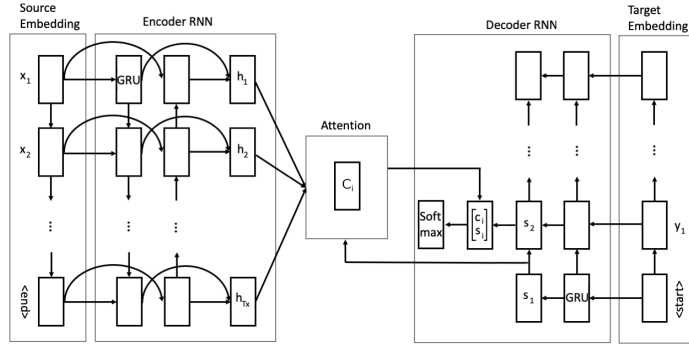 Source
Embedding
Encoder RNN
Decoder RNN
Target
Embedding
x1
GRU
h1
x2
h2
Attention
Ci
...
...
...
...
...
...
Soft
max
ci
si
s2
y1
<end>
hTx
s1
GRU
<start>